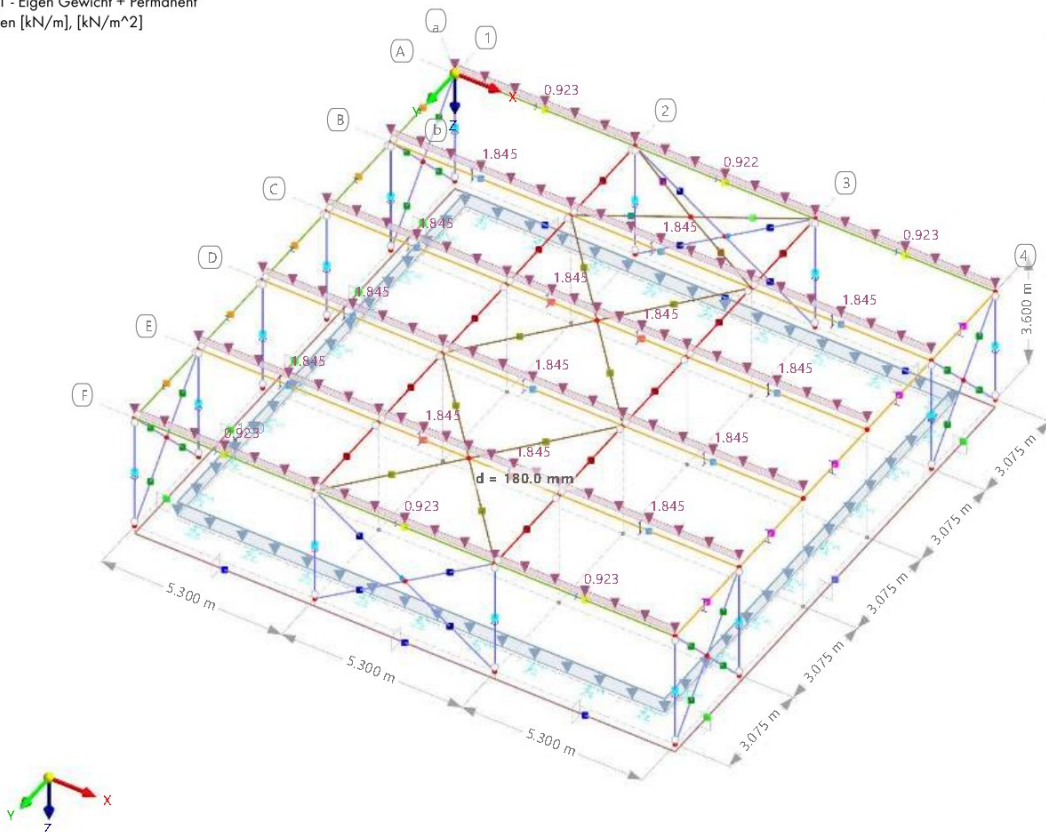 1 - Eigen Gewicht + Permanent
en [kN/m], [kN/m^2]
a
1
A
X
Y
Z
0.923
2
B
b
1.845
0.922
3
C
1.845
1.845
0.923
4
D
1.845
1.845
1.845
1.845
3.600 m
E
1.845
1.845
1.845
F
0.923
1.845
1.845
1.845
d = 180.0 mm
0.923
1.845
0.923
3.075 m
3.075 m
3.075 m
3.075 m
3.075 m
5.300 m
5.300 m
5.300 m
X
Y
Z